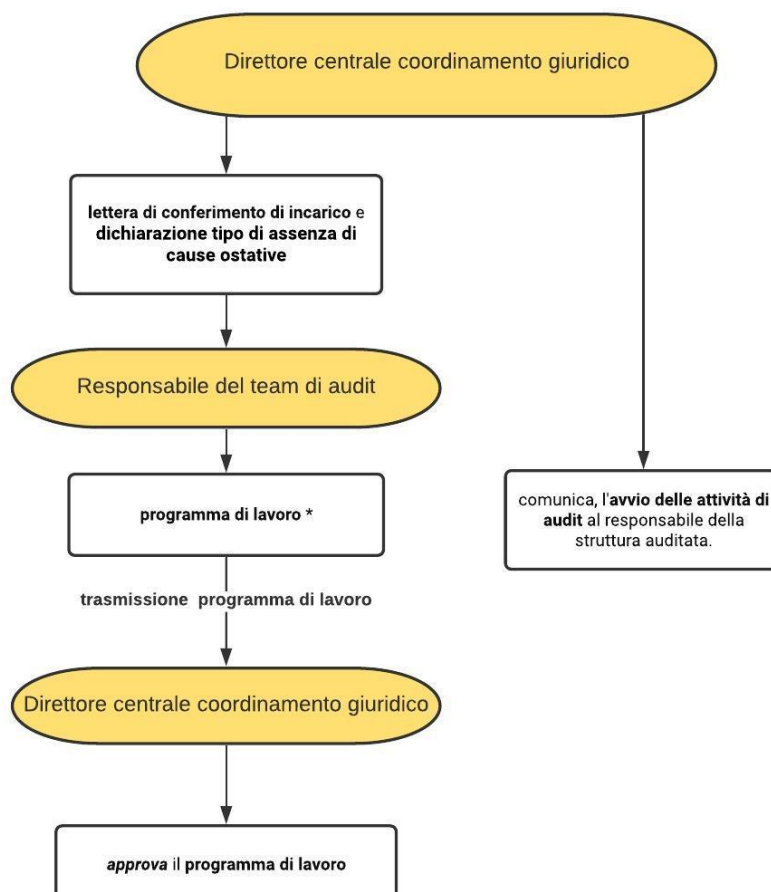 Direttore centrale coordinamento giuridico
lettera di conferimento di incarico e
dichiarazione tipo di assenza di
cause ostative
Responsabile del team di audit
programma di lavoro *
comunica, l'avvio delle attività di
audit al responsabile della
struttura auditata.
trasmissione programma di lavoro
Direttore centrale coordinamento giuridico
approva il programma di lavoro